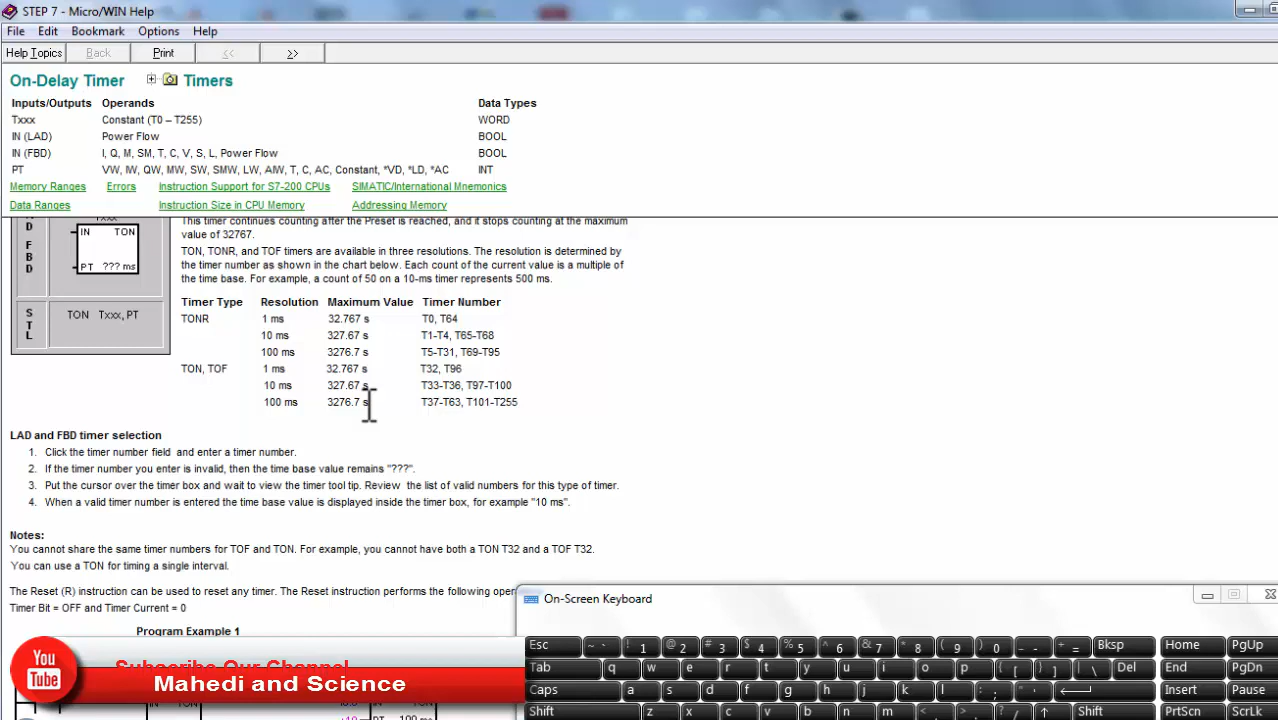 STEP 7 - Micro/WIN Help
File Edit Bookmark Options Help
Help Topics Back Print << >>
On-Delay Timer Timers
Inputs/Outputs Operands Data Types
Txxx Constant (T0 – T255) WORD
IN (LAD) Power Flow BOOL
IN (FBD) I, Q, M, SM, T, C, V, S, L, Power Flow BOOL
PT VW, IW, QW, MW, SW, SMW, LW, AIW, T, C, AC, Constant, *VD, *LD, *AC INT
Memory Ranges Errors Instruction Support for S7-200 CPUs SIMATIC/International Mnemonics
Data Ranges Instruction Size in CPU Memory Addressing Memory
D
F
B
D
Txxx
IN TON
PT ??? ms
S
T
L
TON Txxx, PT
This timer continues counting after the Preset is reached, and it stops counting at the maximum
value of 32767.
TON, TONR, and TOF timers are available in three resolutions. The resolution is determined by
the timer number as shown in the chart below. Each count of the current value is a multiple of
the time base. For example, a count of 50 on a 10-ms timer represents 500 ms.
Timer Type Resolution Maximum Value Timer Number
TONR 1 ms 32.767 s T0, T64
10 ms 327.67 s T1-T4, T65-T68
100 ms 3276.7 s T5-T31, T69-T95
TON, TOF 1 ms 32.767 s T32, T96
10 ms 327.67 s T33-T36, T97-T100
100 ms 3276.7 s T37-T63, T101-T255
LAD and FBD timer selection
1. Click the timer number field and enter a timer number.
2. If the timer number you enter is invalid, then the time base value remains "???".
3. Put the cursor over the timer box and wait to view the timer tool tip. Review the list of valid numbers for this type of timer.
4. When a valid timer number is entered the time base value is displayed inside the timer box, for example "10 ms".
Notes:
You cannot share the same timer numbers for TOF and TON. For example, you cannot have both a TON T32 and a TOF T32.
You can use a TON for timing a single interval.
The Reset (R) instruction can be used to reset any timer. The Reset instruction performs the following
Timer Bit = OFF and Timer Current = 0
Program Example 1
You
Tube
Subscribe Our Channel
Mahedi and Science
IN TON
PT 100 ms
On-Screen Keyboard
Esc ~ ` ! 1 @ 2 # 3 $ 4 % 5 ^ 6 & 7 * 8 ( 9 ) 0 _ - + = Bksp Home PgUp
Tab q w e r t y u i o p { [ } ] | \ Del End PgDn
Caps a s d f g h j k l : ; " ' Insert Pause
Shift z x c v b n m < , > . ? / Shift PrtScn ScrLk